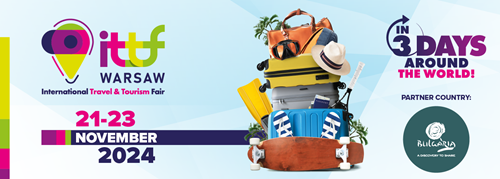 ittf
WARSAW
International Travel & Tourism Fair
21-23
NOVEMBER
2024
IN
3 DAYS
AROUND
THE WORLD!
PARTNER COUNTRY:
BULGARIA
A DISCOVERY TO SHARE